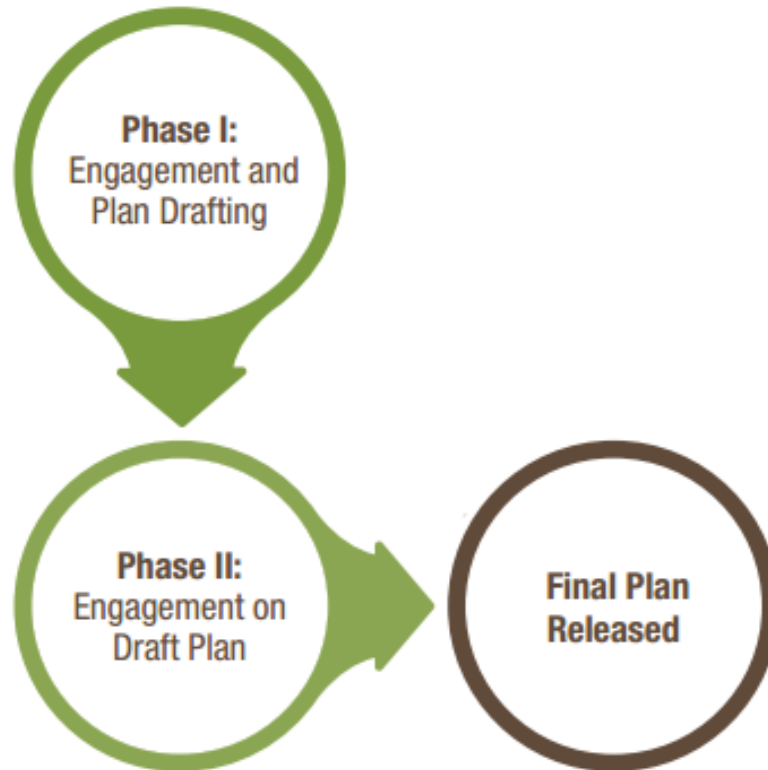 Phase I:
Engagement and
Plan Drafting
Phase II:
Engagement on
Draft Plan
Final Plan
Released